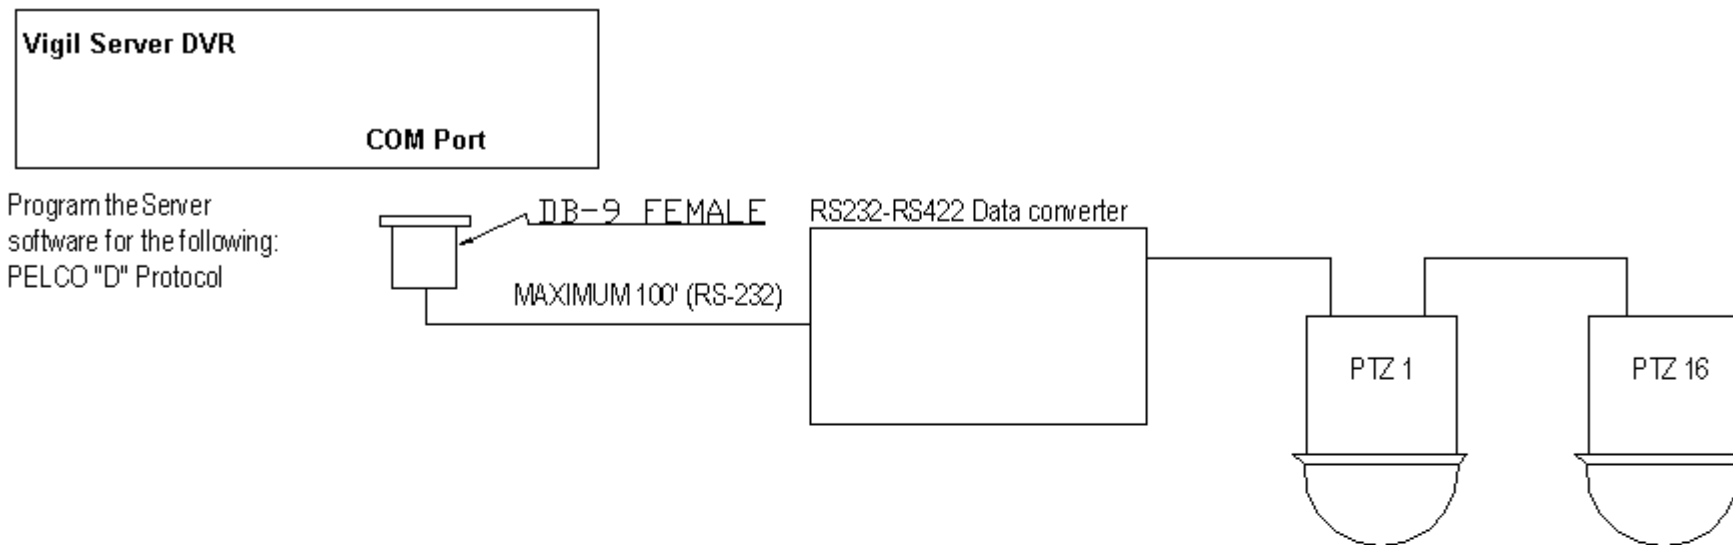 Vigil Server DVR
COM Port
Program the Server
software for the following:
PELCO "D" Protocol
DB-9 FEMALE
MAXIMUM 100' (RS-232)
RS232-RS422 Data converter
PTZ 1
PTZ 16